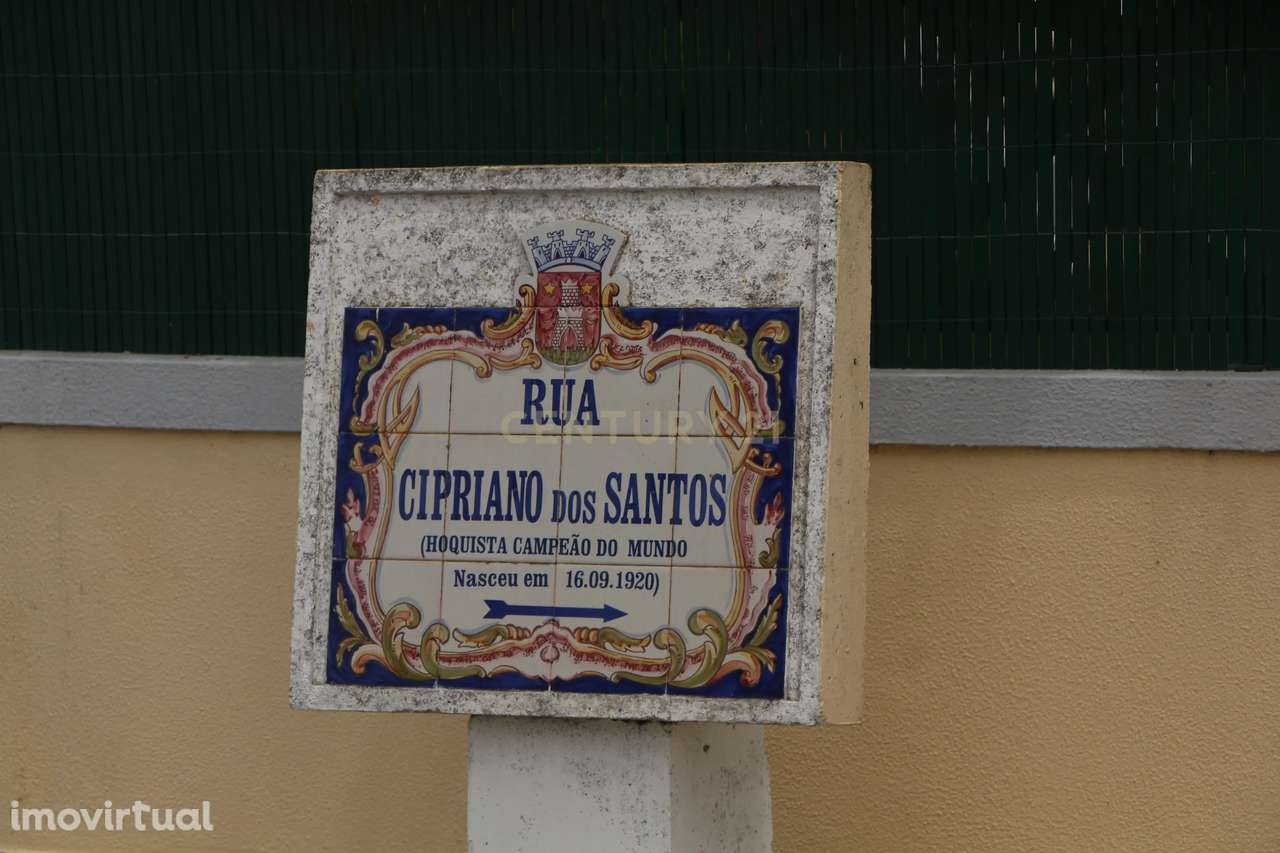 RUA
CENTURY 21
CIPRIANO DOS SANTOS
(HOQUISTA CAMPEÃO DO MUNDO
Nasceu em 16.09.1920)
imovirtual